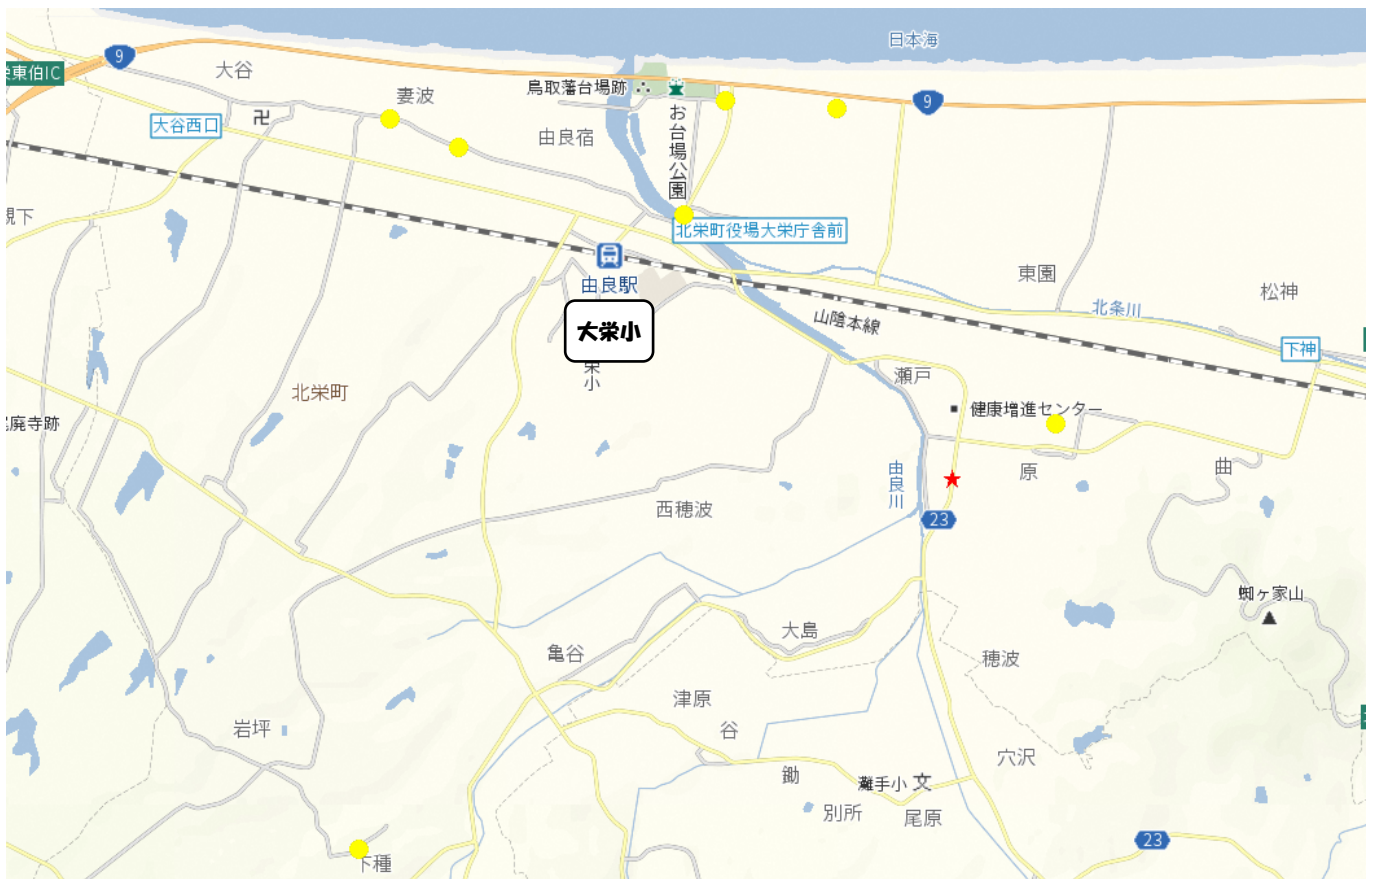 日本海
9
東伯IC
大谷
妻波
鳥取藩台場跡
9
大谷西口
由良宿
お台場公園
北栄町役場大栄庁舎前
東園
松神
由良駅
北条川
山陰本線
大栄小
下神
瀬戸
栄小
北栄町
健康増進センター
廃寺跡
原
曲
由良川
西穂波
23
蜘ヶ家山
大島
亀谷
穂波
津原
谷
岩坪
穴沢
鋤
灘手小
文
別所
尾原
23
下種